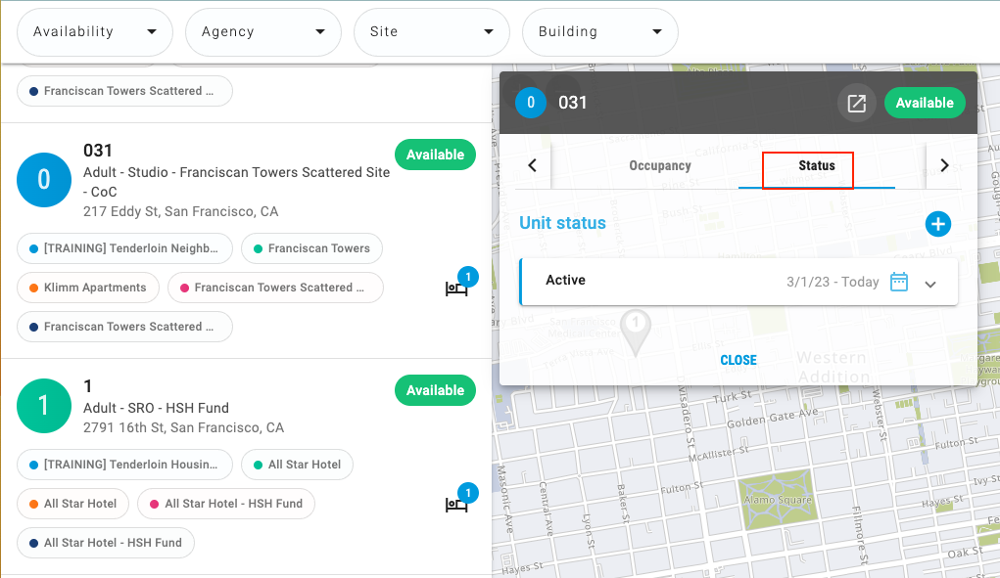 Availability
Agency
Site
Building
Franciscan Towers Scattered ...
0
031
Available
Adult - Studio - Franciscan Towers Scattered Site
- CoC
217 Eddy St, San Francisco, CA
[TRAINING] Tenderloin Neighb...
Franciscan Towers
Klimm Apartments
Franciscan Towers Scattered ...
1
Franciscan Towers Scattered ...
1
1
Available
Adult - SRO - HSH Fund
2791 16th St, San Francisco, CA
[TRAINING] Tenderloin Housin...
All Star Hotel
All Star Hotel
All Star Hotel - HSH Fund
1
All Star Hotel - HSH Fund
0
031
Available
Occupancy
Status
Unit status
Active
3/1/23 - Today
1
CLOSE
Western
Addition
Turk St
Golden Gate Ave
McAllister St
Fulton St
Fulton St
Alamo Square
Masonic Ave
Central Ave
Lyon St
Baker St
Webster St
Fillmore St
Ivy St
Hayes St
Oak St
Hayes St